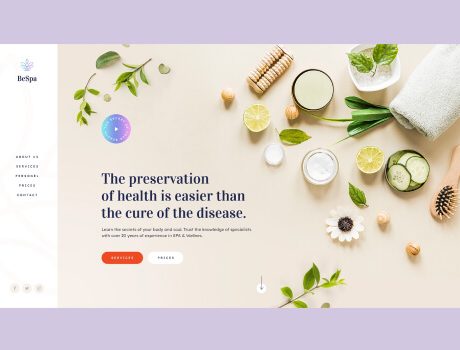 BeSpa
ABOUT US
SERVICES
PERSONEL
PRICES
CONTACT
The preservation
of health is easier than
the cure of the disease.
Learn the secrets of your body and soul. Trust the knowledge of specialists
with over 20 years of experience in SPA & Wellnes.
SERVICES
PRICES